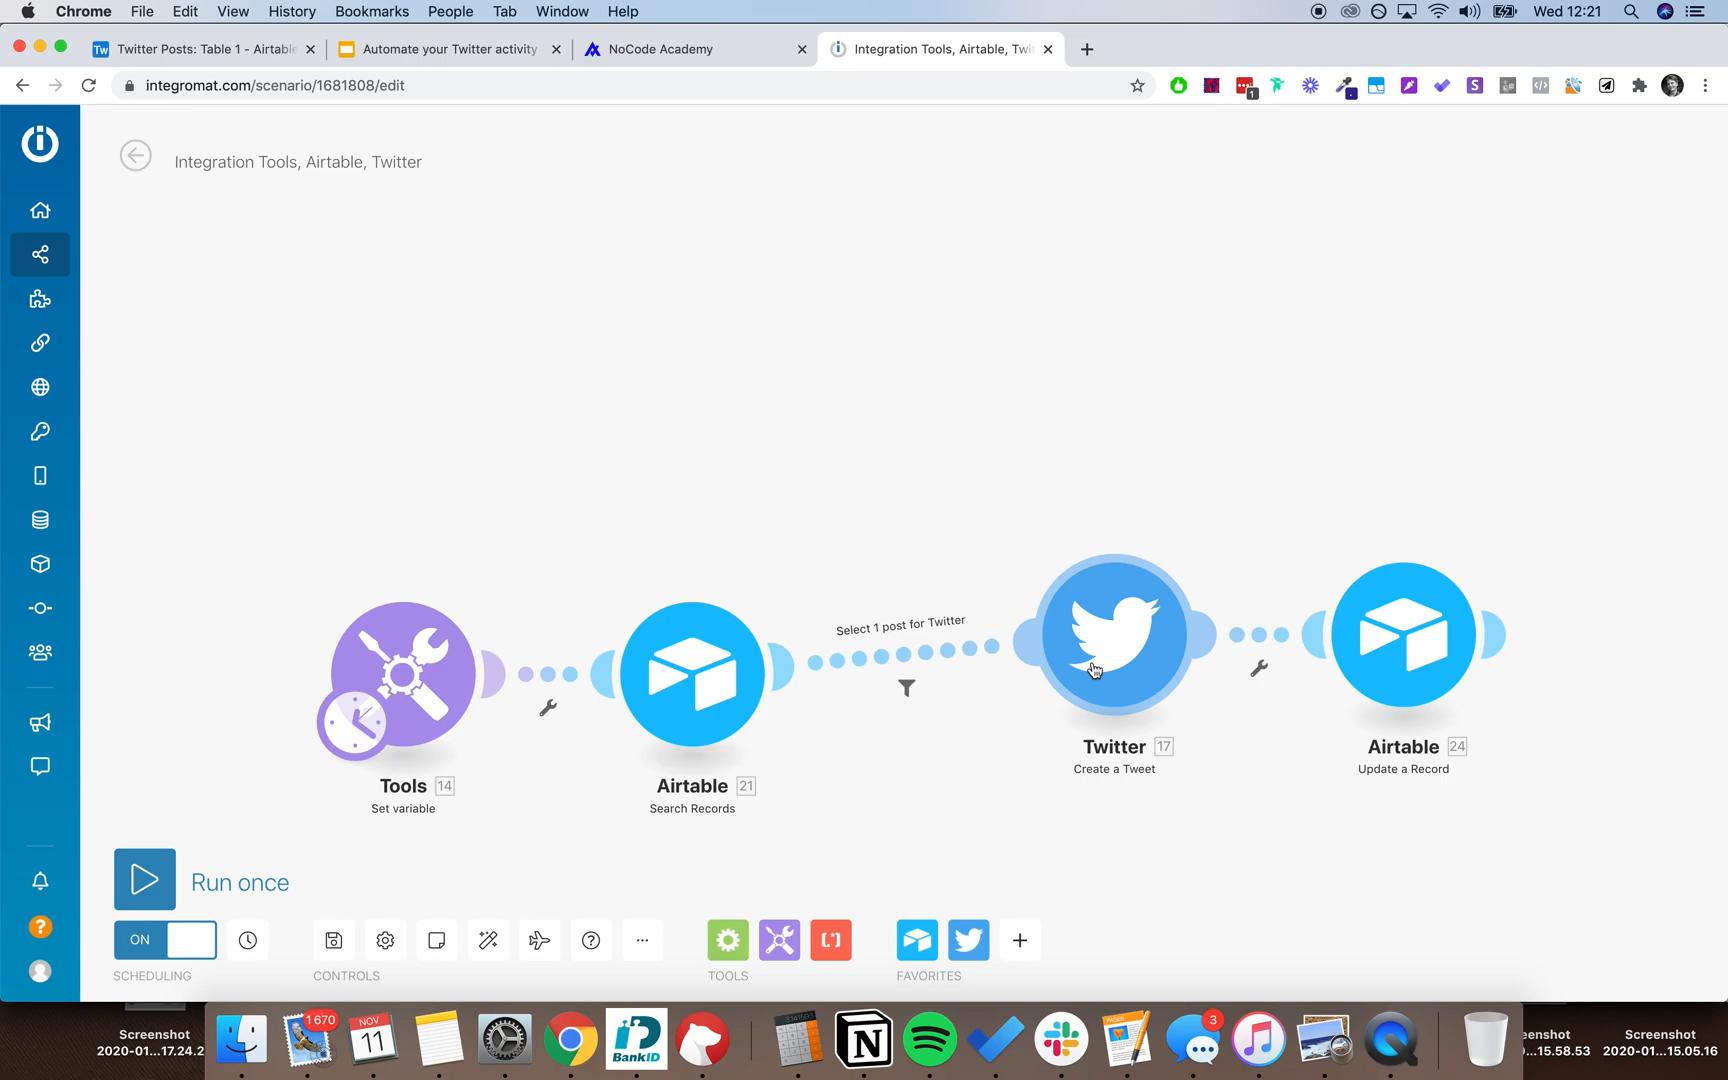 Chrome File Edit View History Bookmarks People Tab Window Help Wed 12:21
Twitter Posts: Table 1 - Airtable
Automate your Twitter activity
NoCode Academy
Integration Tools, Airtable, Twi
integromat.com/scenario/1681808/edit
1
Integration Tools, Airtable, Twitter
Select 1 post for Twitter
Tools 14
Set variable
Airtable 21
Search Records
Twitter 17
Create a Tweet
Airtable 24
Update a Record
Run once
ON
SCHEDULING
CONTROLS
TOOLS
FAVORITES
Screenshot
2020-01...17.24.2
1 670
NOV
11
BankID
3
eenshot
...15.58.53
Screenshot
2020-01...15.05.16